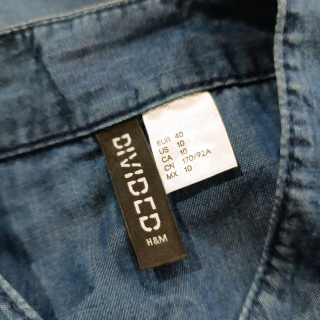 DIVIDED
H&M
EUR 40
US 10
CA 10
CN 170/92A
MX 10